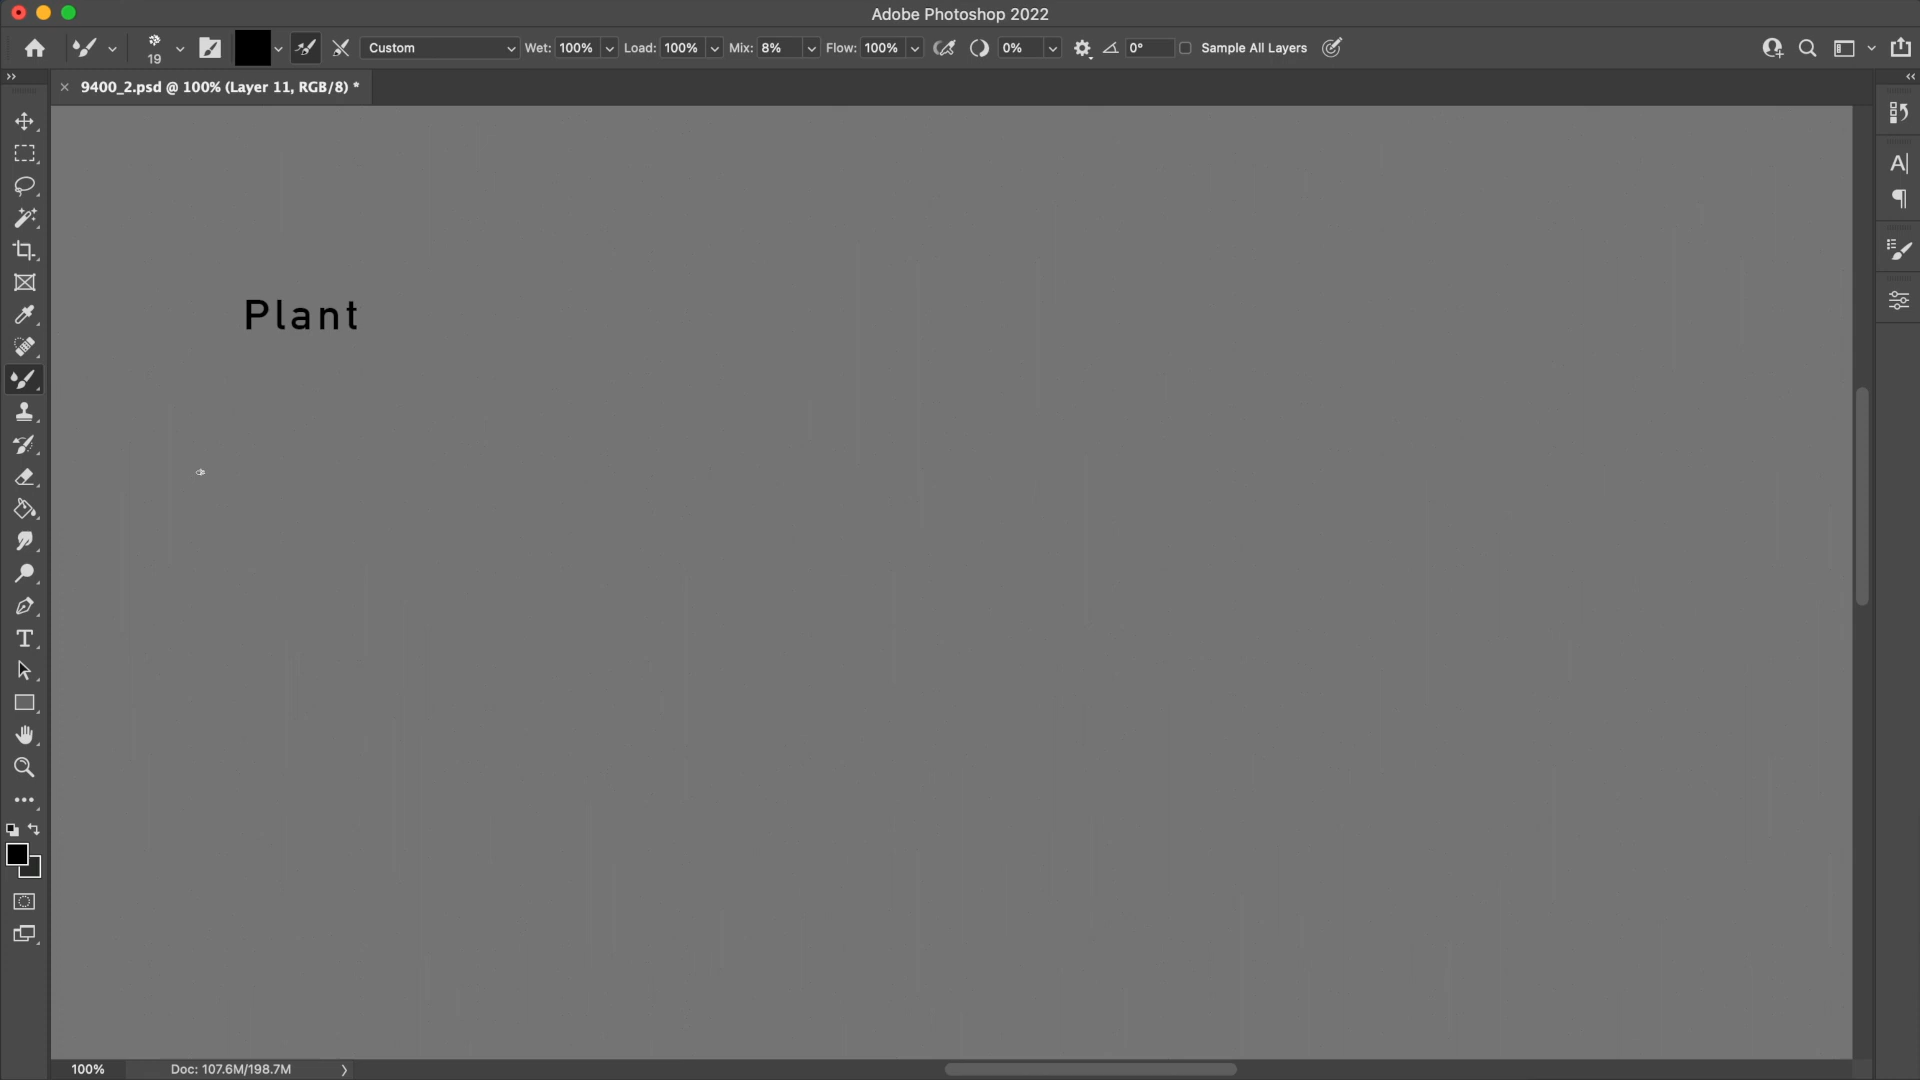 Adobe Photoshop 2022
19 Custom Wet: 100% Load: 100% Mix: 8% Flow: 100% 0% 0° Sample All Layers
9400_2.psd @ 100% (Layer 11, RGB/8) *
Plant
100% Doc: 107.6M/198.7M